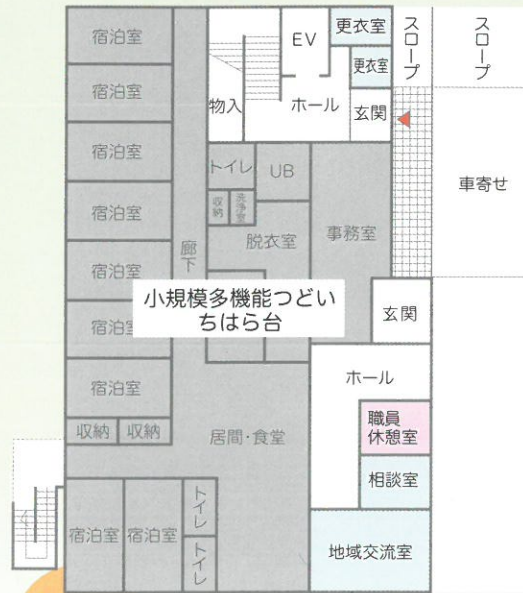 宿泊室
宿泊室
宿泊室
宿泊室
宿泊室
宿泊室
宿泊室
収納
収納
宿泊室
宿泊室
廊下
物入
EV
ホール
更衣室
更衣室
玄関
スロープ
スロープ
車寄せ
トイレ
UB
収納
洗浄室
脱衣室
事務室
小規模多機能つどい
ちはら台
玄関
ホール
居間・食堂
職員
休憩室
相談室
地域交流室
トイレ
トイレ